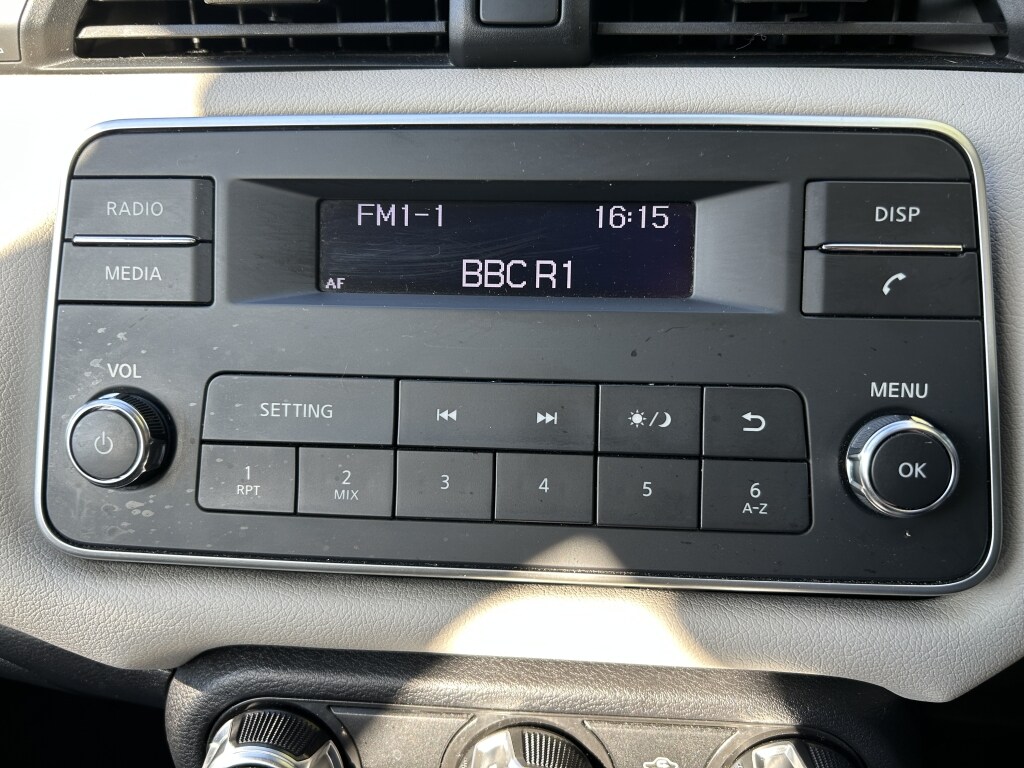 RADIO
MEDIA
FM1-1 16:15
AF BBC R1
DISP
VOL
MENU
SETTING
OK
1 2 3 4 5 6
RPT MIX A-Z